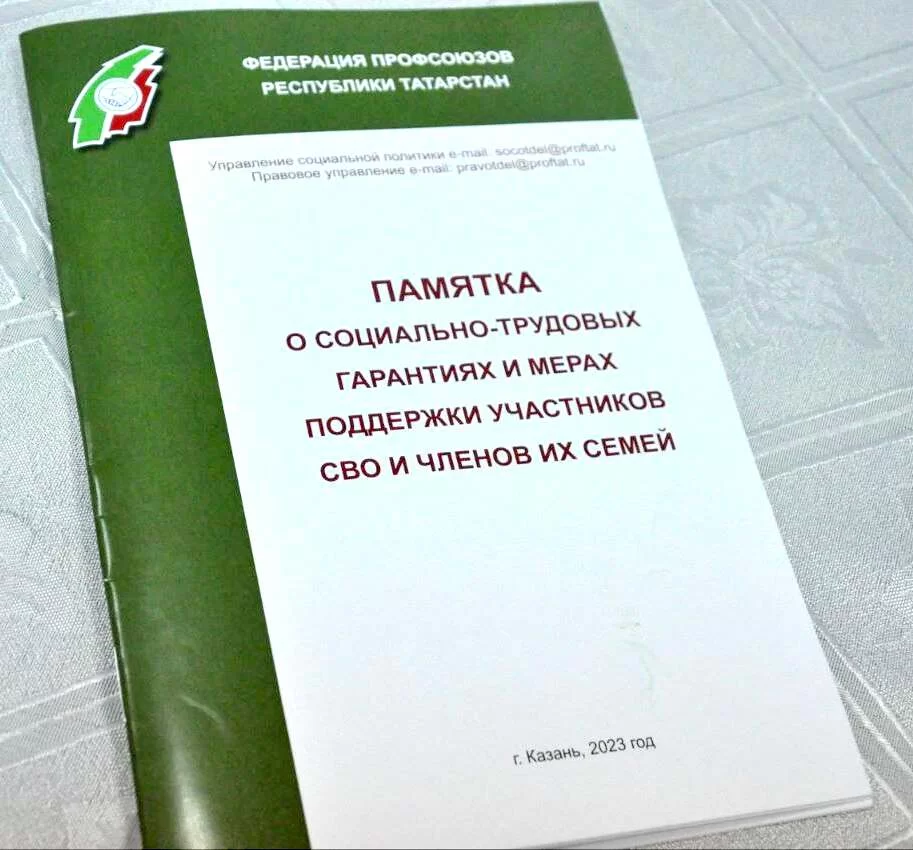 ФЕДЕРАЦИЯ ПРОФСОЮЗОВ
РЕСПУБЛИКИ ТАТАРСТАН
Управление социальной политики e-mail: socotdel@proftat.ru
Правовое управление e-mail: pravotdel@proftat.ru
ПАМЯТКА
О СОЦИАЛЬНО-ТРУДОВЫХ
ГАРАНТИЯХ И МЕРАХ
ПОДДЕРЖКИ УЧАСТНИКОВ
СВО И ЧЛЕНОВ ИХ СЕМЕЙ
г. Казань, 2023 год